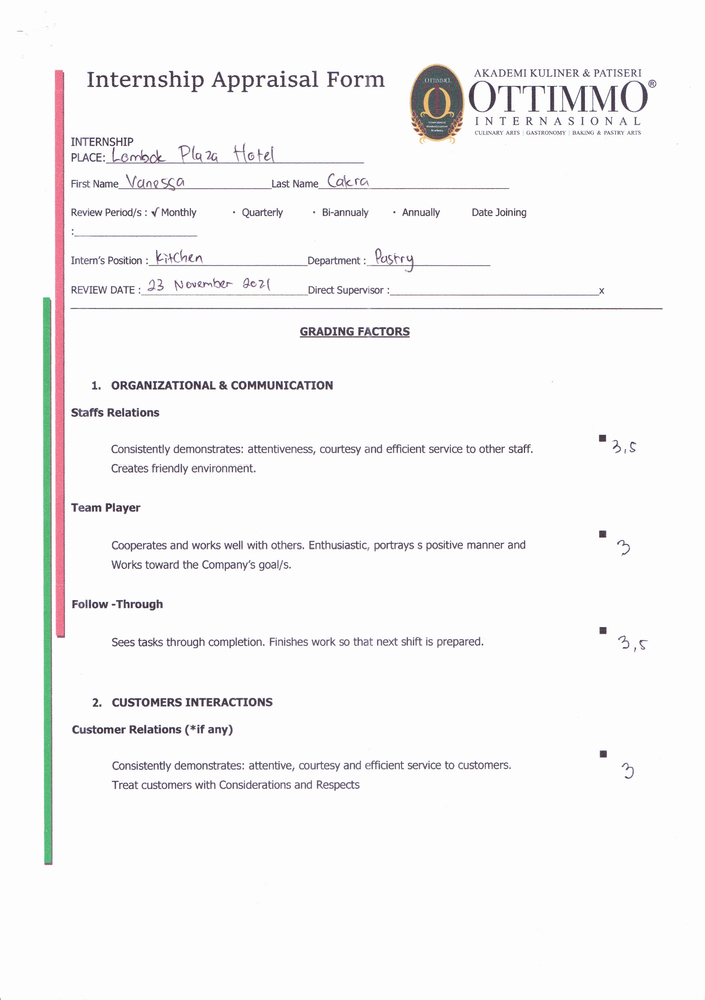 Internship Appraisal Form
OTTIMMO
International
MasterGourmet
Academy
AKADEMI KULINER & PATISERI
OTTIMMO®
INTERNASIONAL
CULINARY ARTS | GASTRONOMY | BAKING & PASTRY ARTS
INTERNSHIP
PLACE: Lombok Plaza Hotel
First Name Vanessa Last Name Cakra
Review Period/s : √ Monthly · Quarterly · Bi-annualy · Annually Date Joining
:
Intern's Position : Kitchen Department : Pastry
REVIEW DATE : 23 November 2021 Direct Supervisor : x
GRADING FACTORS
1. ORGANIZATIONAL & COMMUNICATION
Staffs Relations
Consistently demonstrates: attentiveness, courtesy and efficient service to other staff. ▪ 3,5
Creates friendly environment.
Team Player
Cooperates and works well with others. Enthusiastic, portrays s positive manner and ▪ 3
Works toward the Company's goal/s.
Follow -Through
Sees tasks through completion. Finishes work so that next shift is prepared. ▪ 3,5
2. CUSTOMERS INTERACTIONS
Customer Relations (*if any)
Consistently demonstrates: attentive, courtesy and efficient service to customers. ▪ 3
Treat customers with Considerations and Respects